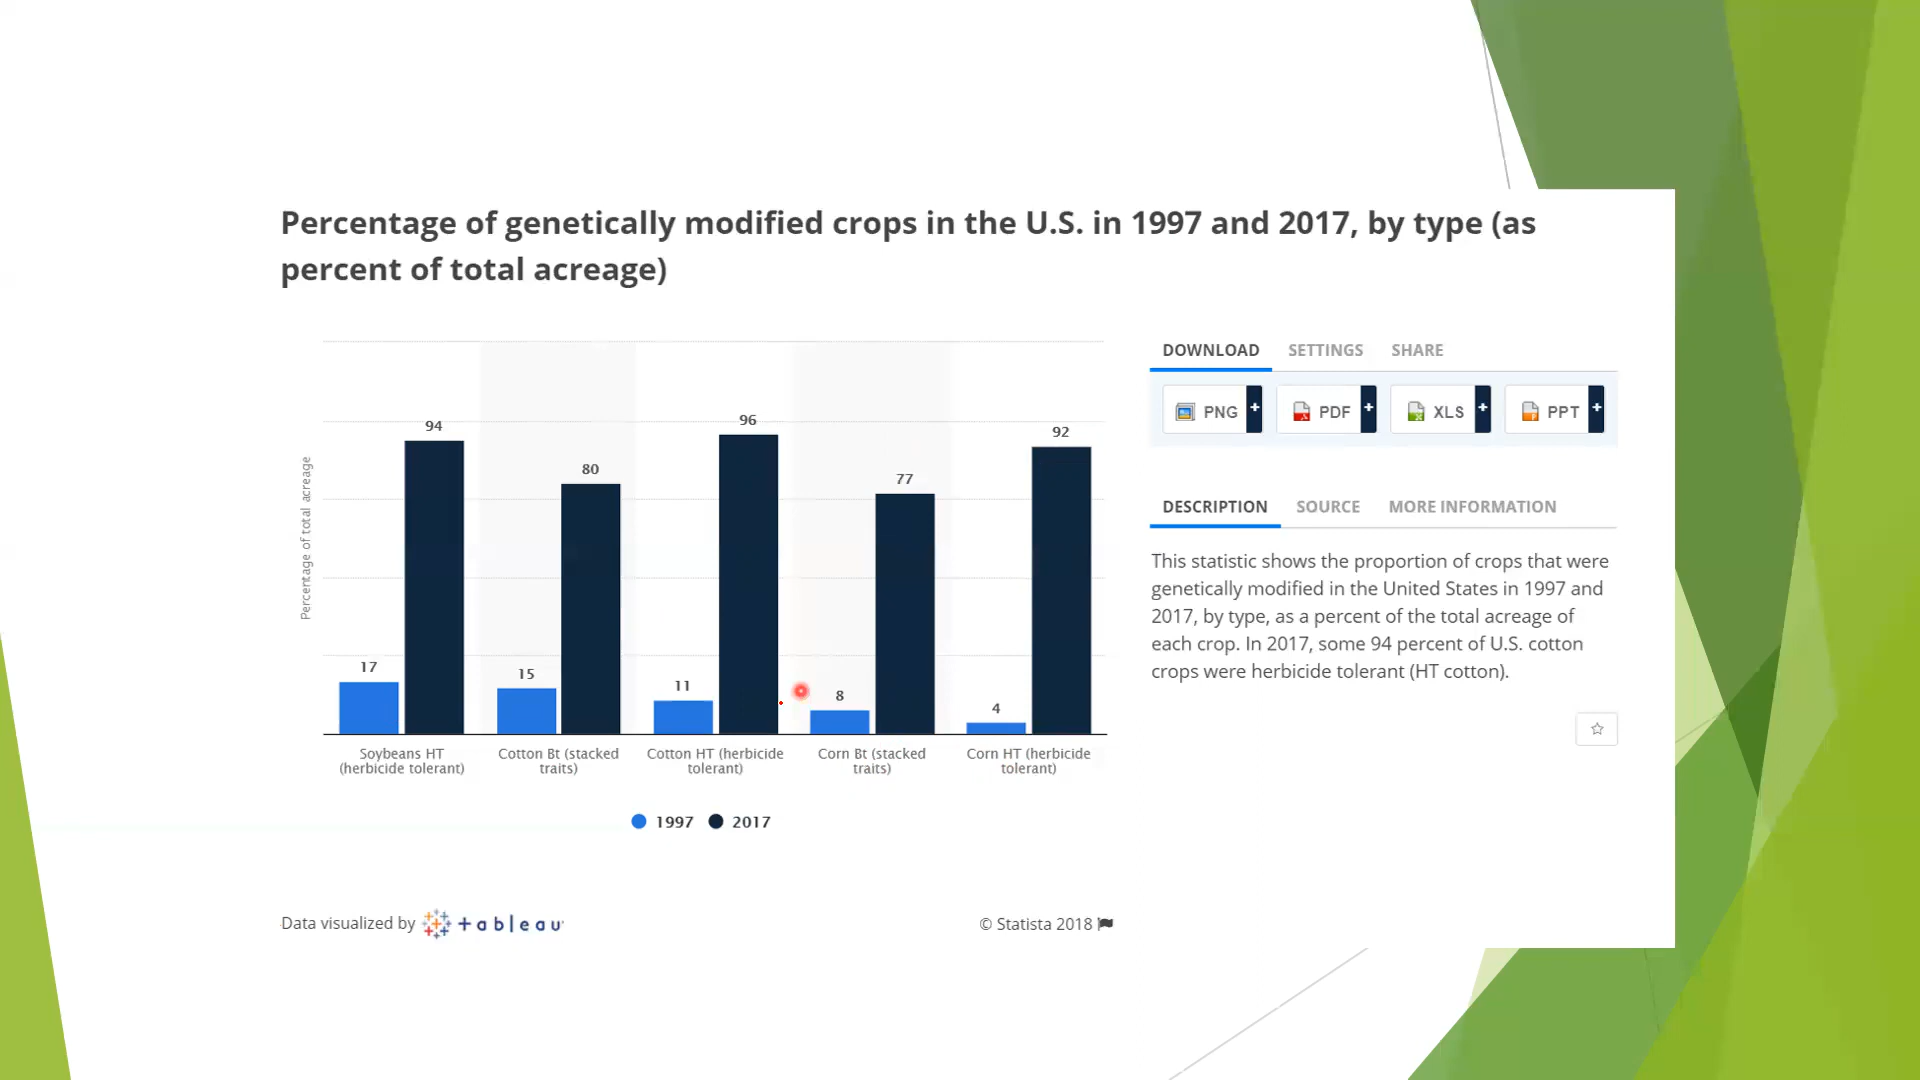 Percentage of genetically modified crops in the U.S. in 1997 and 2017, by type (as
percent of total acreage)
Percentage of total acreage
17
94
15
80
11
96
8
77
4
92
Soybeans HT
(herbicide tolerant)
Cotton Bt (stacked
traits)
Cotton HT (herbicide
tolerant)
Corn Bt (stacked
traits)
Corn HT (herbicide
tolerant)
1997 2017
Data visualized by +ableau
© Statista 2018
DOWNLOAD SETTINGS SHARE
PNG + PDF + XLS + PPT +
DESCRIPTION SOURCE MORE INFORMATION
This statistic shows the proportion of crops that were
genetically modified in the United States in 1997 and
2017, by type, as a percent of the total acreage of
each crop. In 2017, some 94 percent of U.S. cotton
crops were herbicide tolerant (HT cotton).